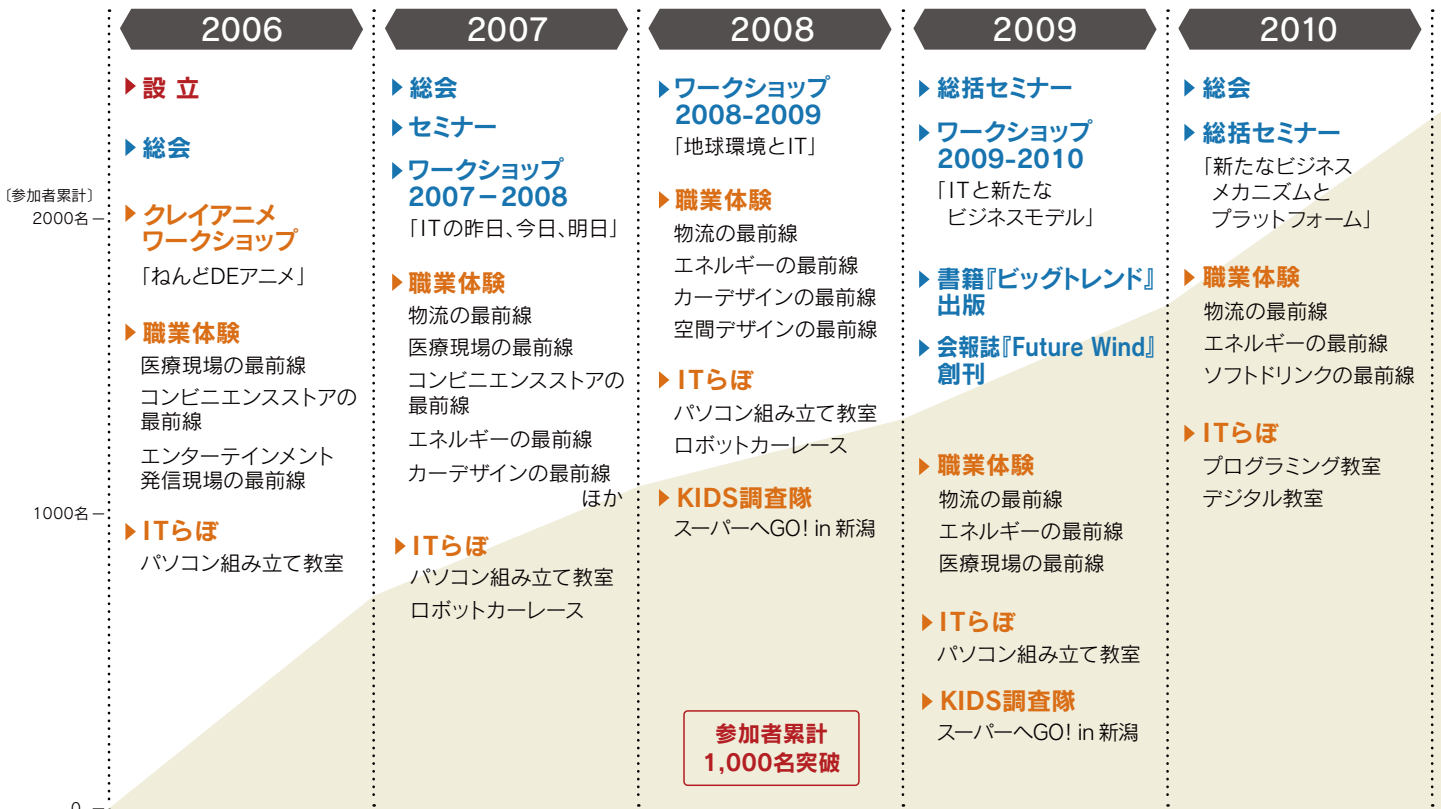 2006
▶設 立
▶総会
▶クレイアニメ
ワークショップ
「ねんどDEアニメ」
▶職業体験
医療現場の最前線
コンビニエンスストアの
最前線
エンターテインメント
発信現場の最前線
▶ITらぼ
パソコン組み立て教室
2007
▶総会
▶セミナー
▶ワークショップ
2007−2008
「ITの昨日、今日、明日」
▶職業体験
物流の最前線
医療現場の最前線
コンビニエンスストアの
最前線
エネルギーの最前線
カーデザインの最前線
ほか
▶ITらぼ
パソコン組み立て教室
ロボットカーレース
2008
▶ワークショップ
2008-2009
「地球環境とIT」
▶職業体験
物流の最前線
エネルギーの最前線
カーデザインの最前線
空間デザインの最前線
▶ITらぼ
パソコン組み立て教室
ロボットカーレース
▶KIDS調査隊
スーパーへGO! in 新潟
参加者累計
1,000名突破
2009
▶総括セミナー
▶ワークショップ
2009-2010
「ITと新たな
ビジネスモデル」
▶書籍『ビッグトレンド』
出版
▶会報誌『Future Wind』
創刊
▶職業体験
物流の最前線
エネルギーの最前線
医療現場の最前線
▶ITらぼ
パソコン組み立て教室
▶KIDS調査隊
スーパーへGO! in 新潟
2010
▶総会
▶総括セミナー
「新たなビジネス
メカニズムと
プラットフォーム」
▶職業体験
物流の最前線
エネルギーの最前線
ソフトドリンクの最前線
▶ITらぼ
プログラミング教室
デジタル教室
〔参加者累計〕
2000名
1000名
0